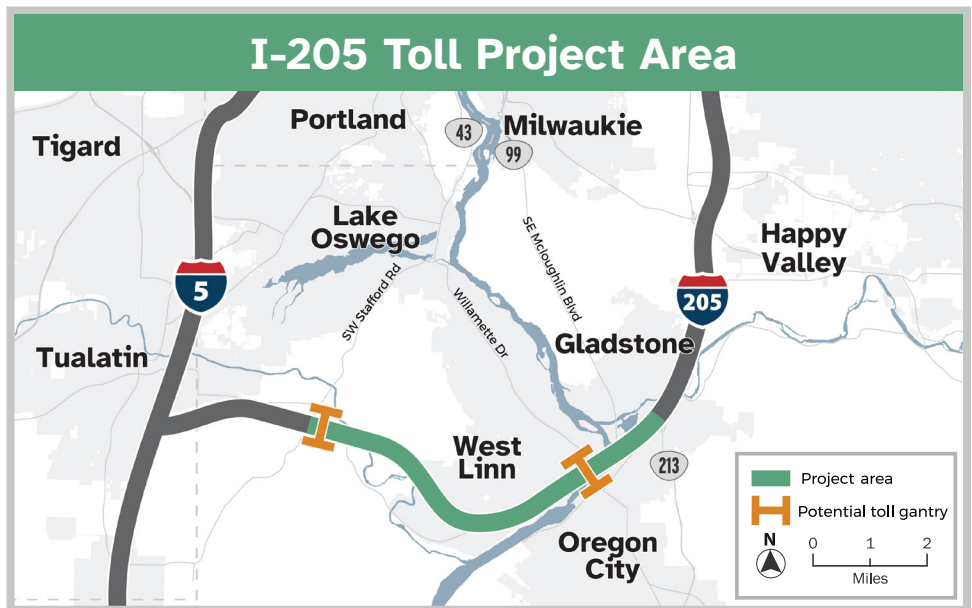 I-205 Toll Project Area
Portland
43
Milwaukie
99
Tigard
Lake
Oswego
SE Mcloughlin Blvd
Happy
Valley
5
205
SW Stafford Rd
Willamette Dr
Gladstone
Tualatin
West
Linn
213
Oregon
City
Project area
Potential toll gantry
N
0 1 2
Miles